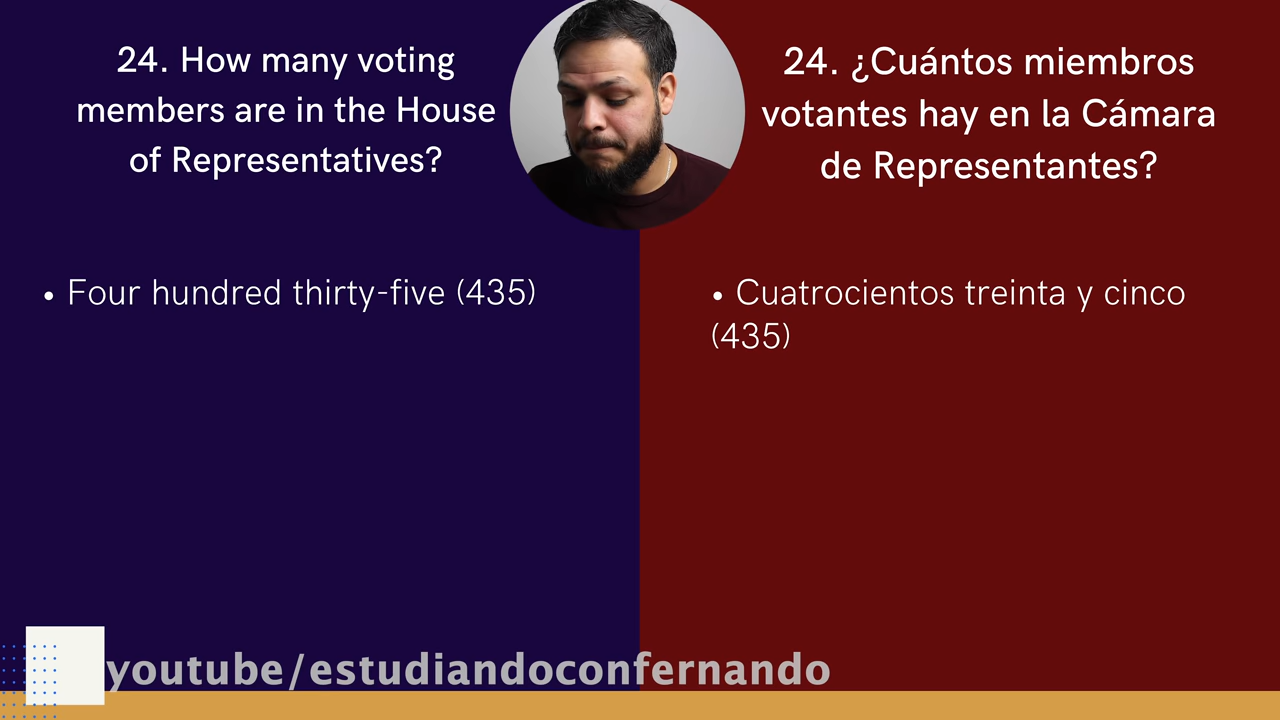 24. How many voting
members are in the House
of Representatives?
24. ¿Cuántos miembros
votantes hay en la Cámara
de Representantes?
• Four hundred thirty-five (435)
• Cuatrocientos treinta y cinco
(435)
youtube/estudiandoconfernando